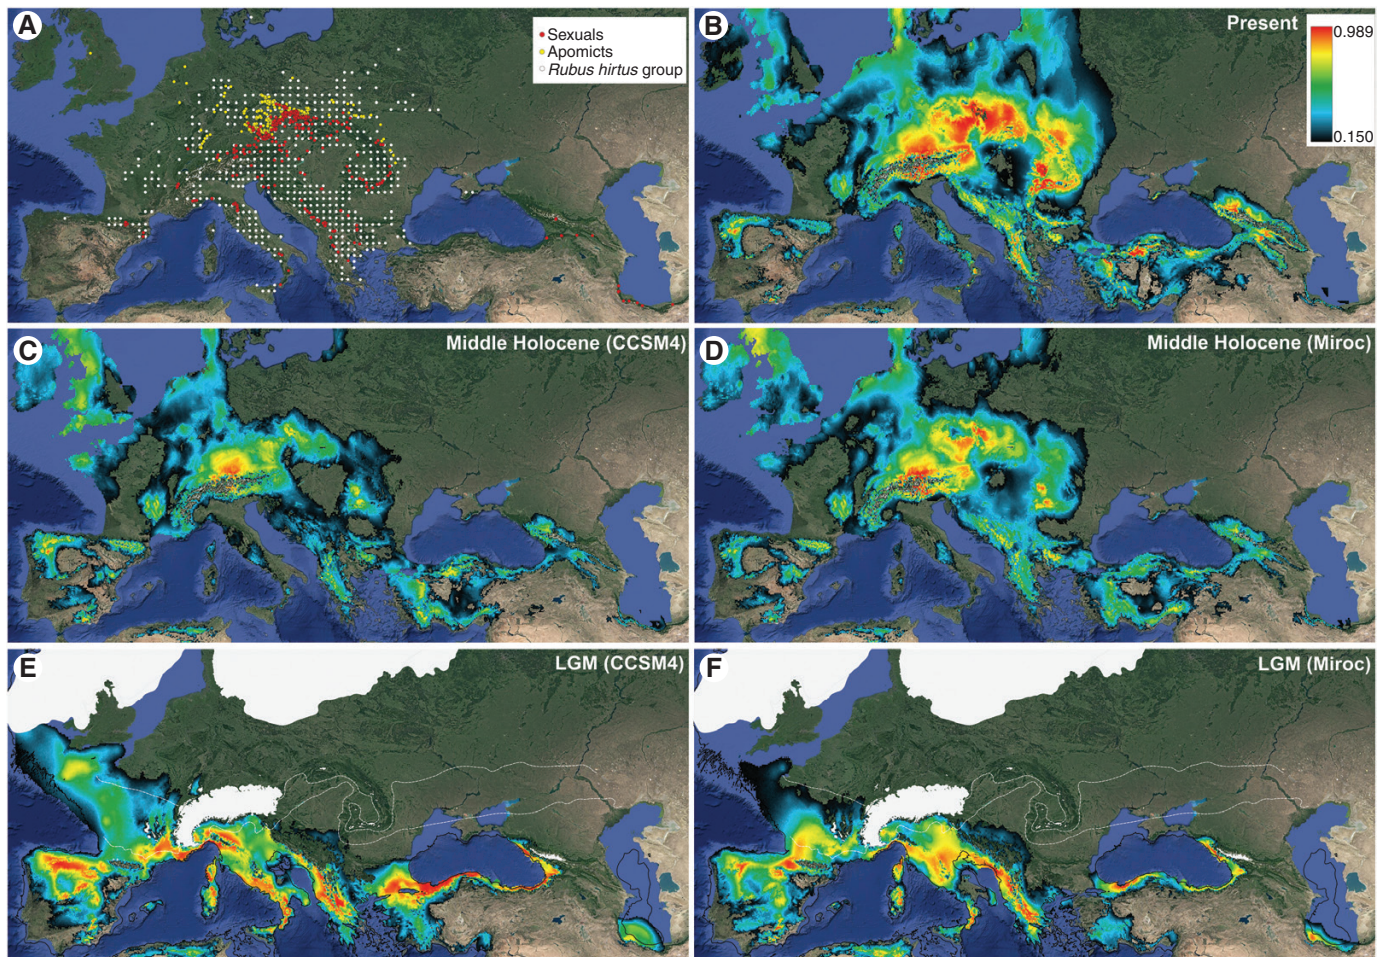 A
Sexuals
Apomicts
Rubus hirtus group
B
Present
0.989
0.150
C
Middle Holocene (CCSM4)
D
Middle Holocene (Miroc)
E
LGM (CCSM4)
F
LGM (Miroc)